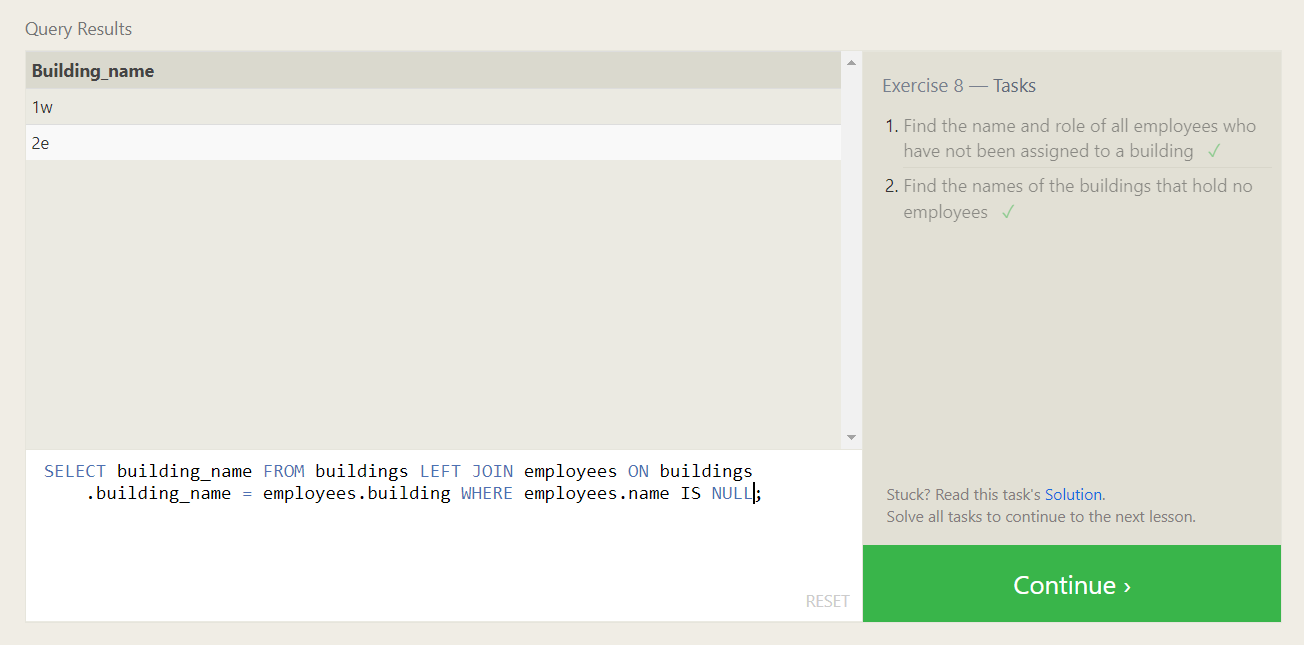 Query Results
Building_name
1w
2e
SELECT building_name FROM buildings LEFT JOIN employees ON buildings
.building_name = employees.building WHERE employees.name IS NULL;
RESET
Exercise 8 — Tasks
1. Find the name and role of all employees who
have not been assigned to a building ✓
2. Find the names of the buildings that hold no
employees ✓
Stuck? Read this task's Solution.
Solve all tasks to continue to the next lesson.
Continue ›